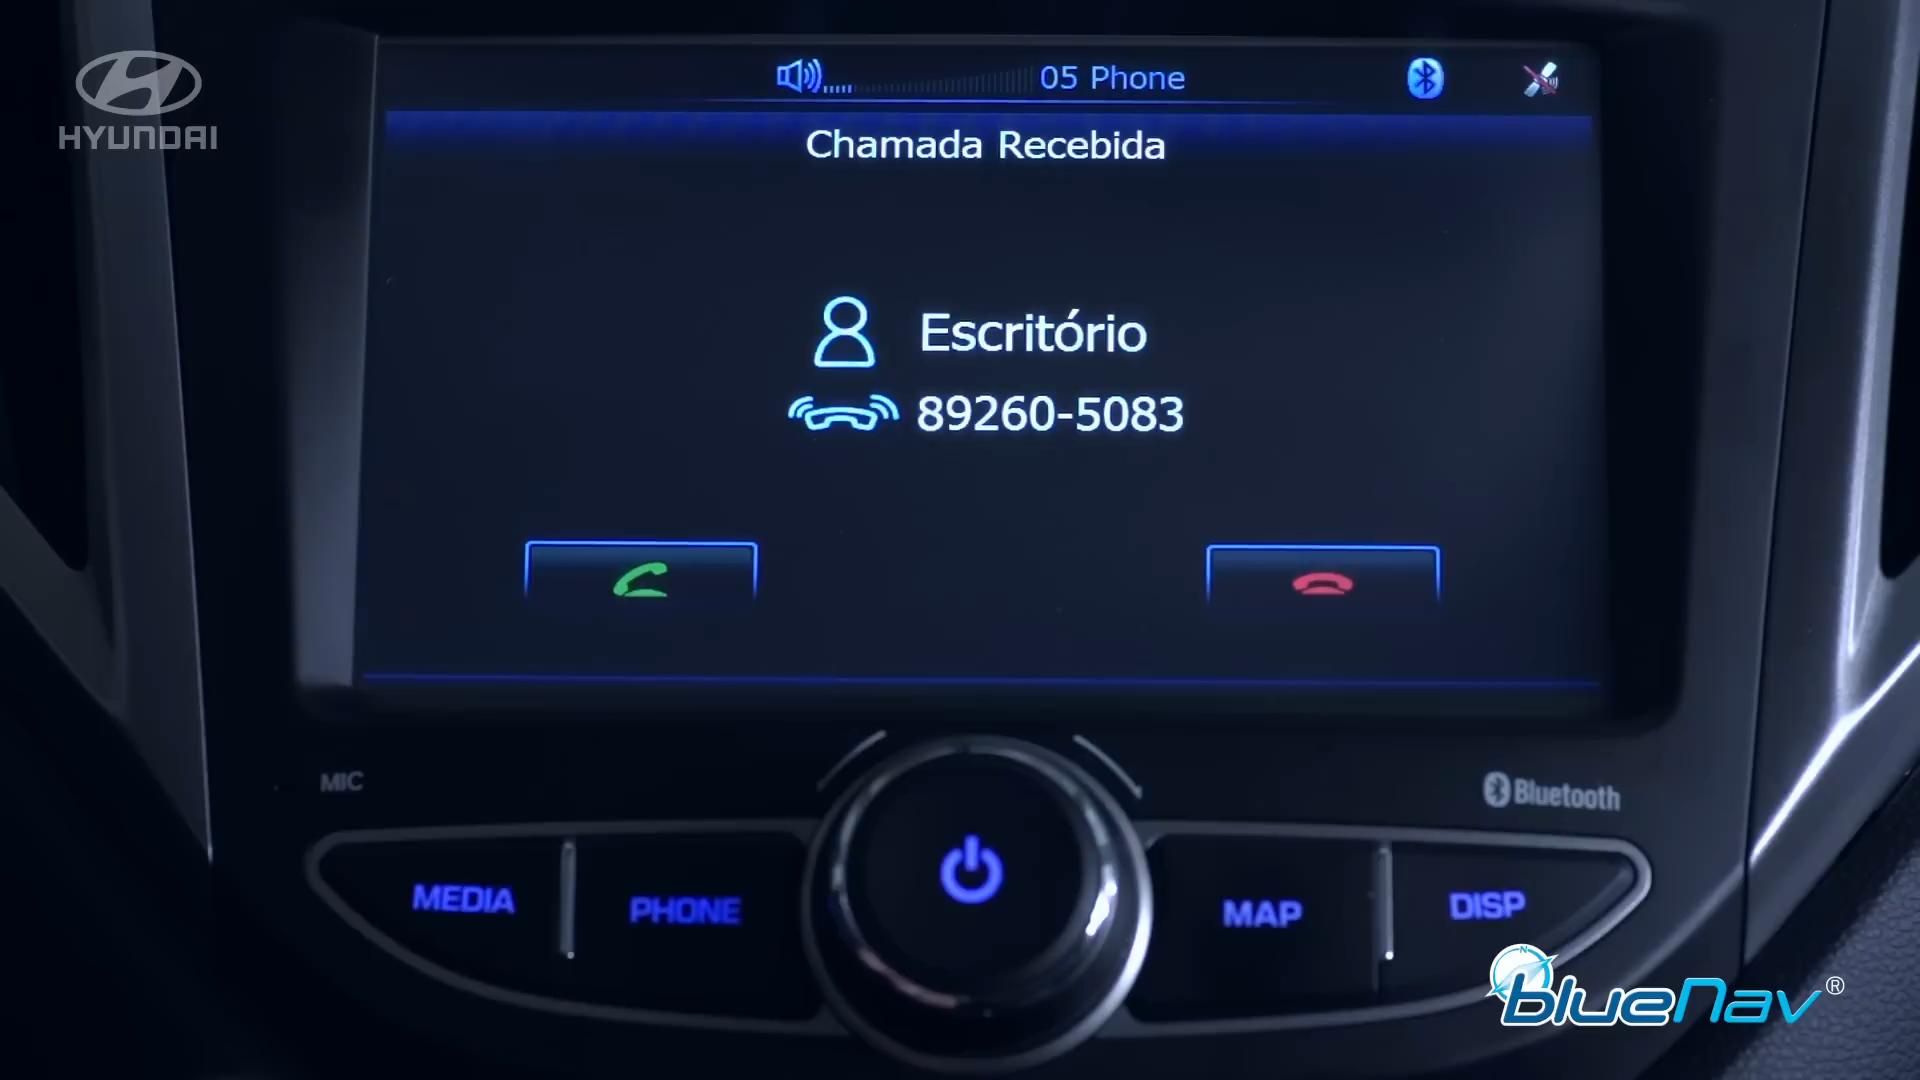 HYUNDAI
05 Phone
Chamada Recebida
Escritório
89260-5083
MIC
Bluetooth
MEDIA
PHONE
MAP
DISP
N
blueNav®